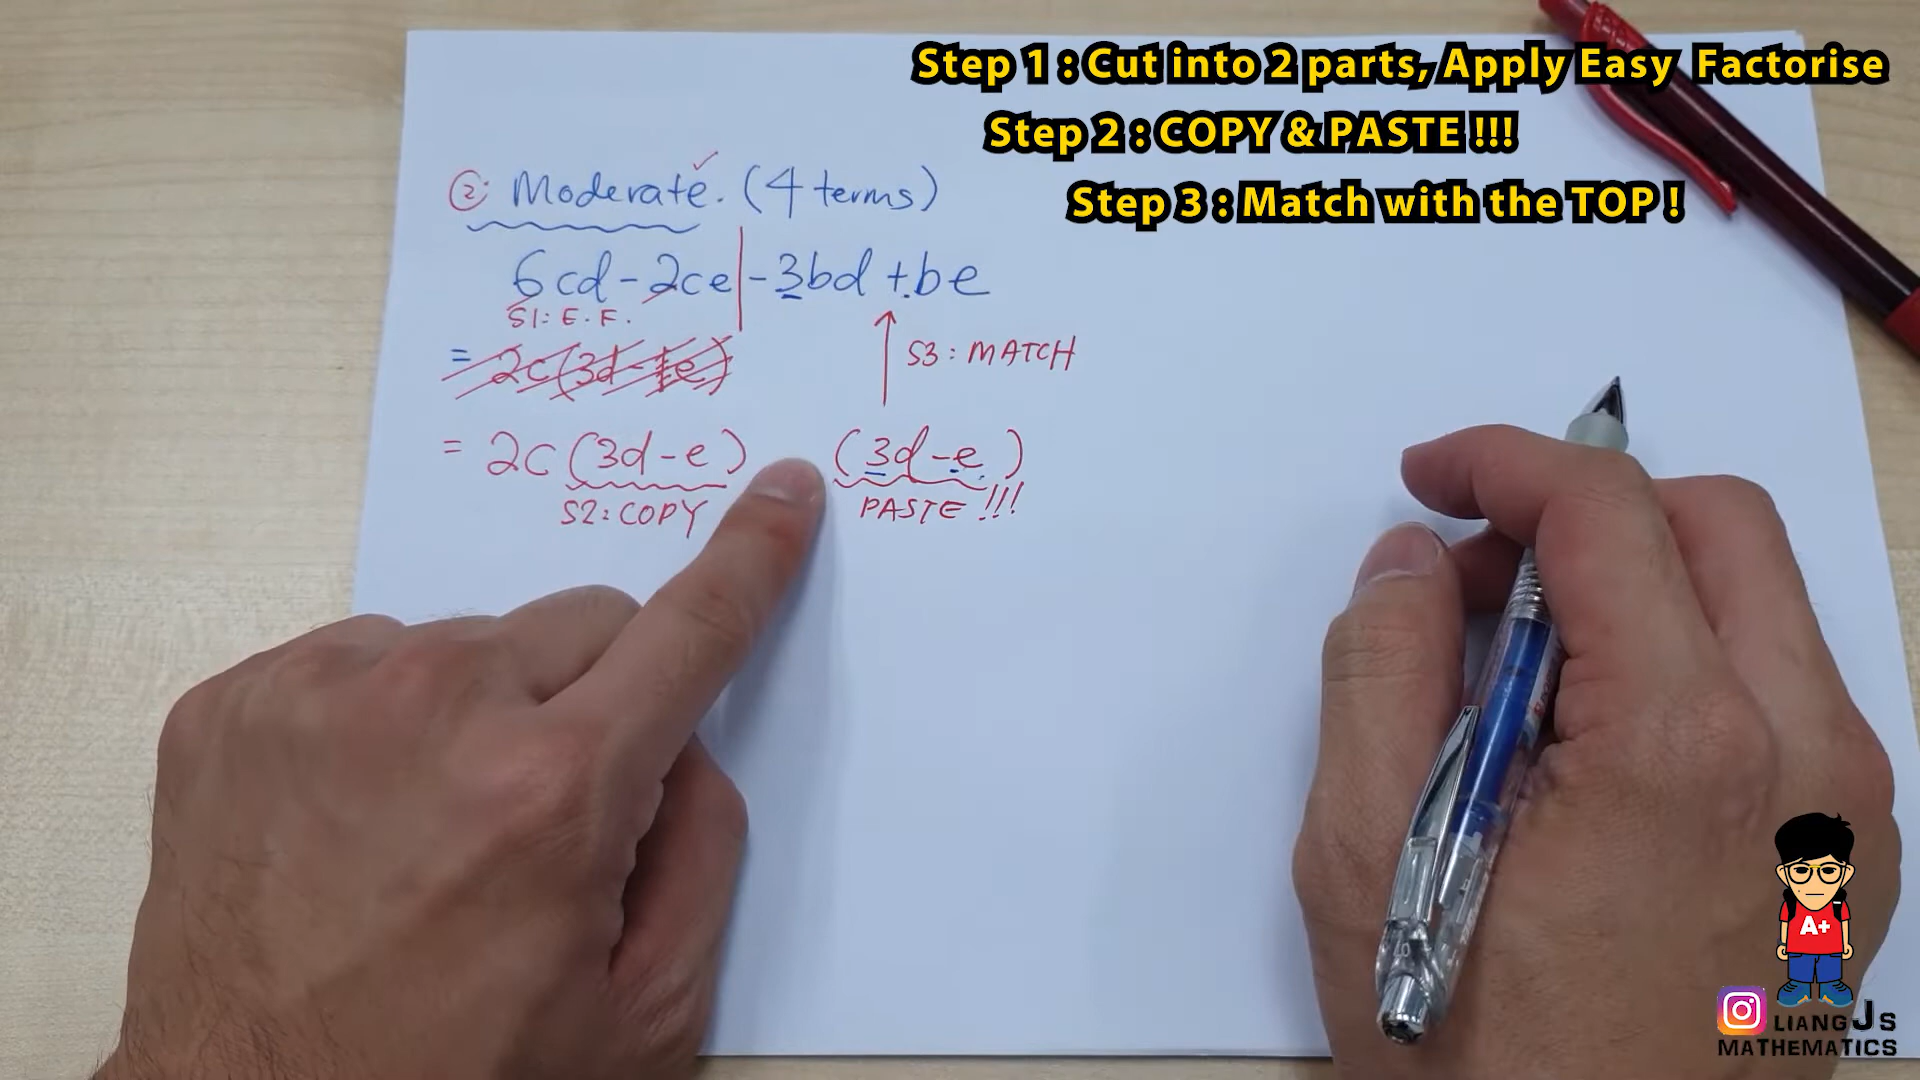 Step 1 : Cut into 2 parts, Apply Easy Factorise
Step 2 : COPY & PASTE !!!
Step 3 : Match with the TOP !
② Moderate. (4 terms)
6cd - 2ce | - 3bd + be
S1: E.F.
= 2c(3d - 1e)
S3: MATCH
= 2c (3d - e) (3d - e)
S2: COPY PASTE !!!
A+
LIANGJS
MATHEMATICS